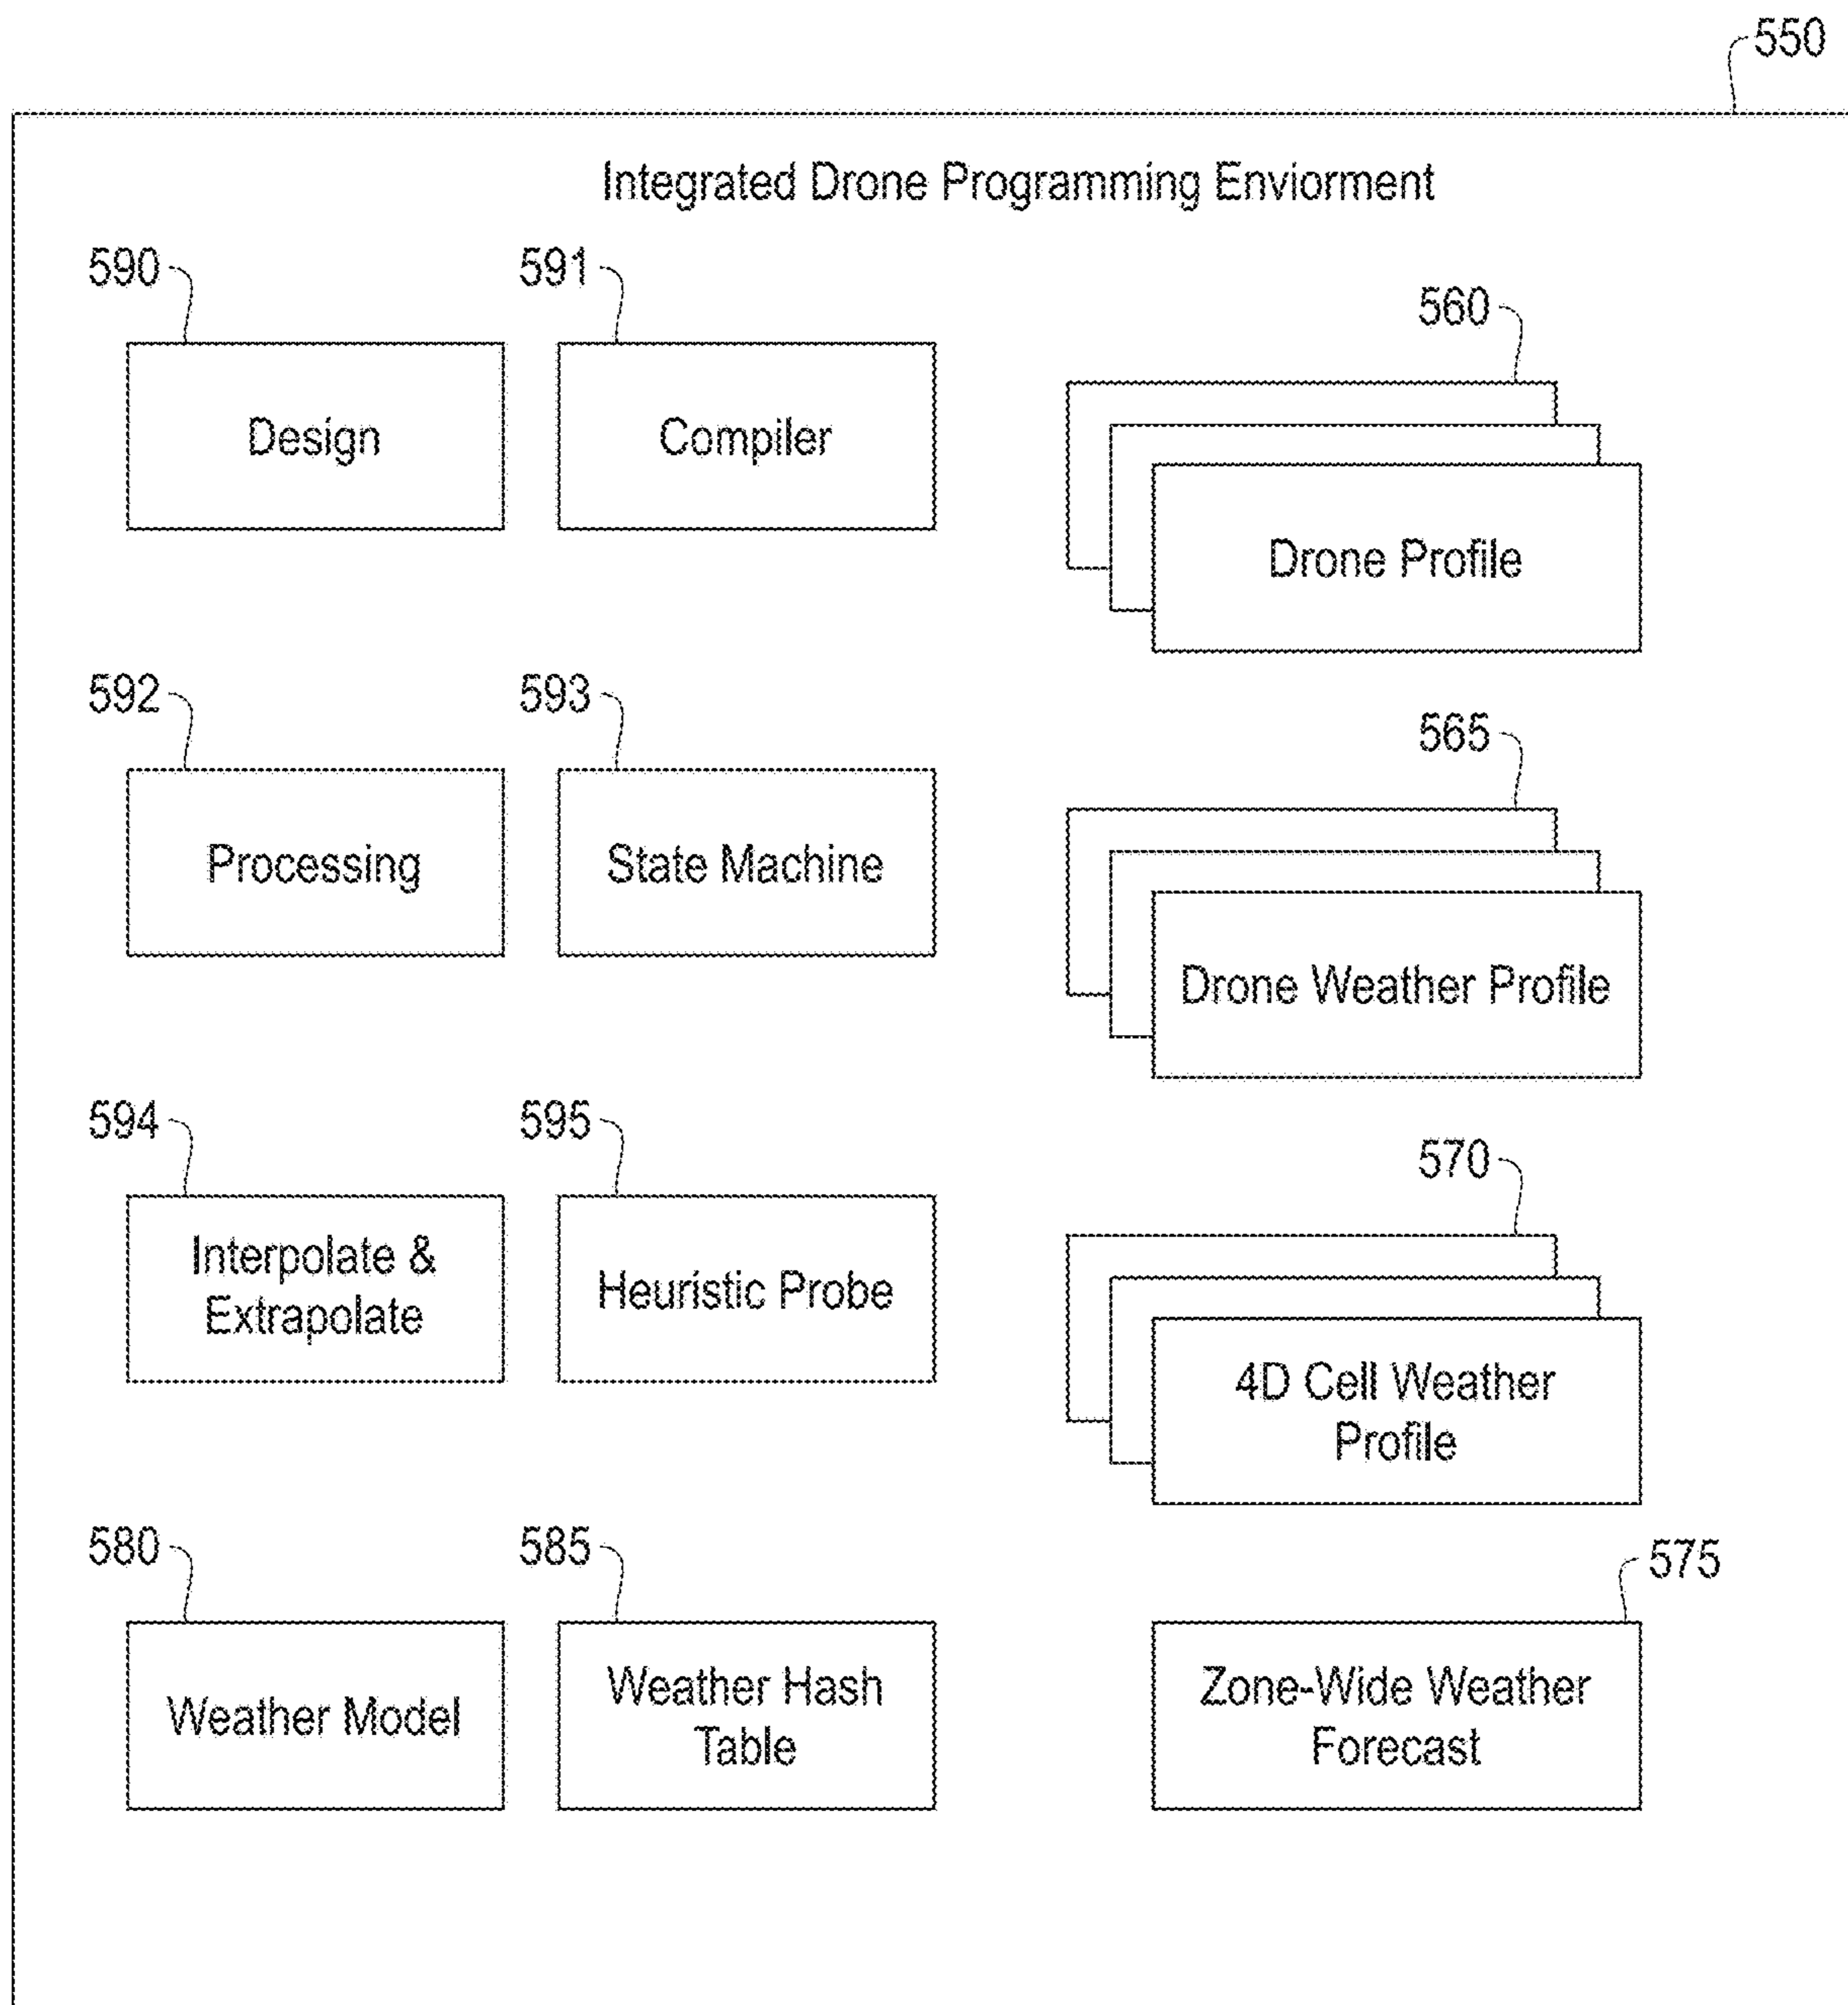 550
Integrated Drone Programming Enviorment
590
591
560
Design
Compiler
Drone Profile
592
593
565
Processing
State Machine
Drone Weather Profile
594
595
570
Interpolate &
Extrapolate
Heuristic Probe
4D Cell Weather
Profile
580
585
575
Weather Model
Weather Hash
Table
Zone-Wide Weather
Forecast